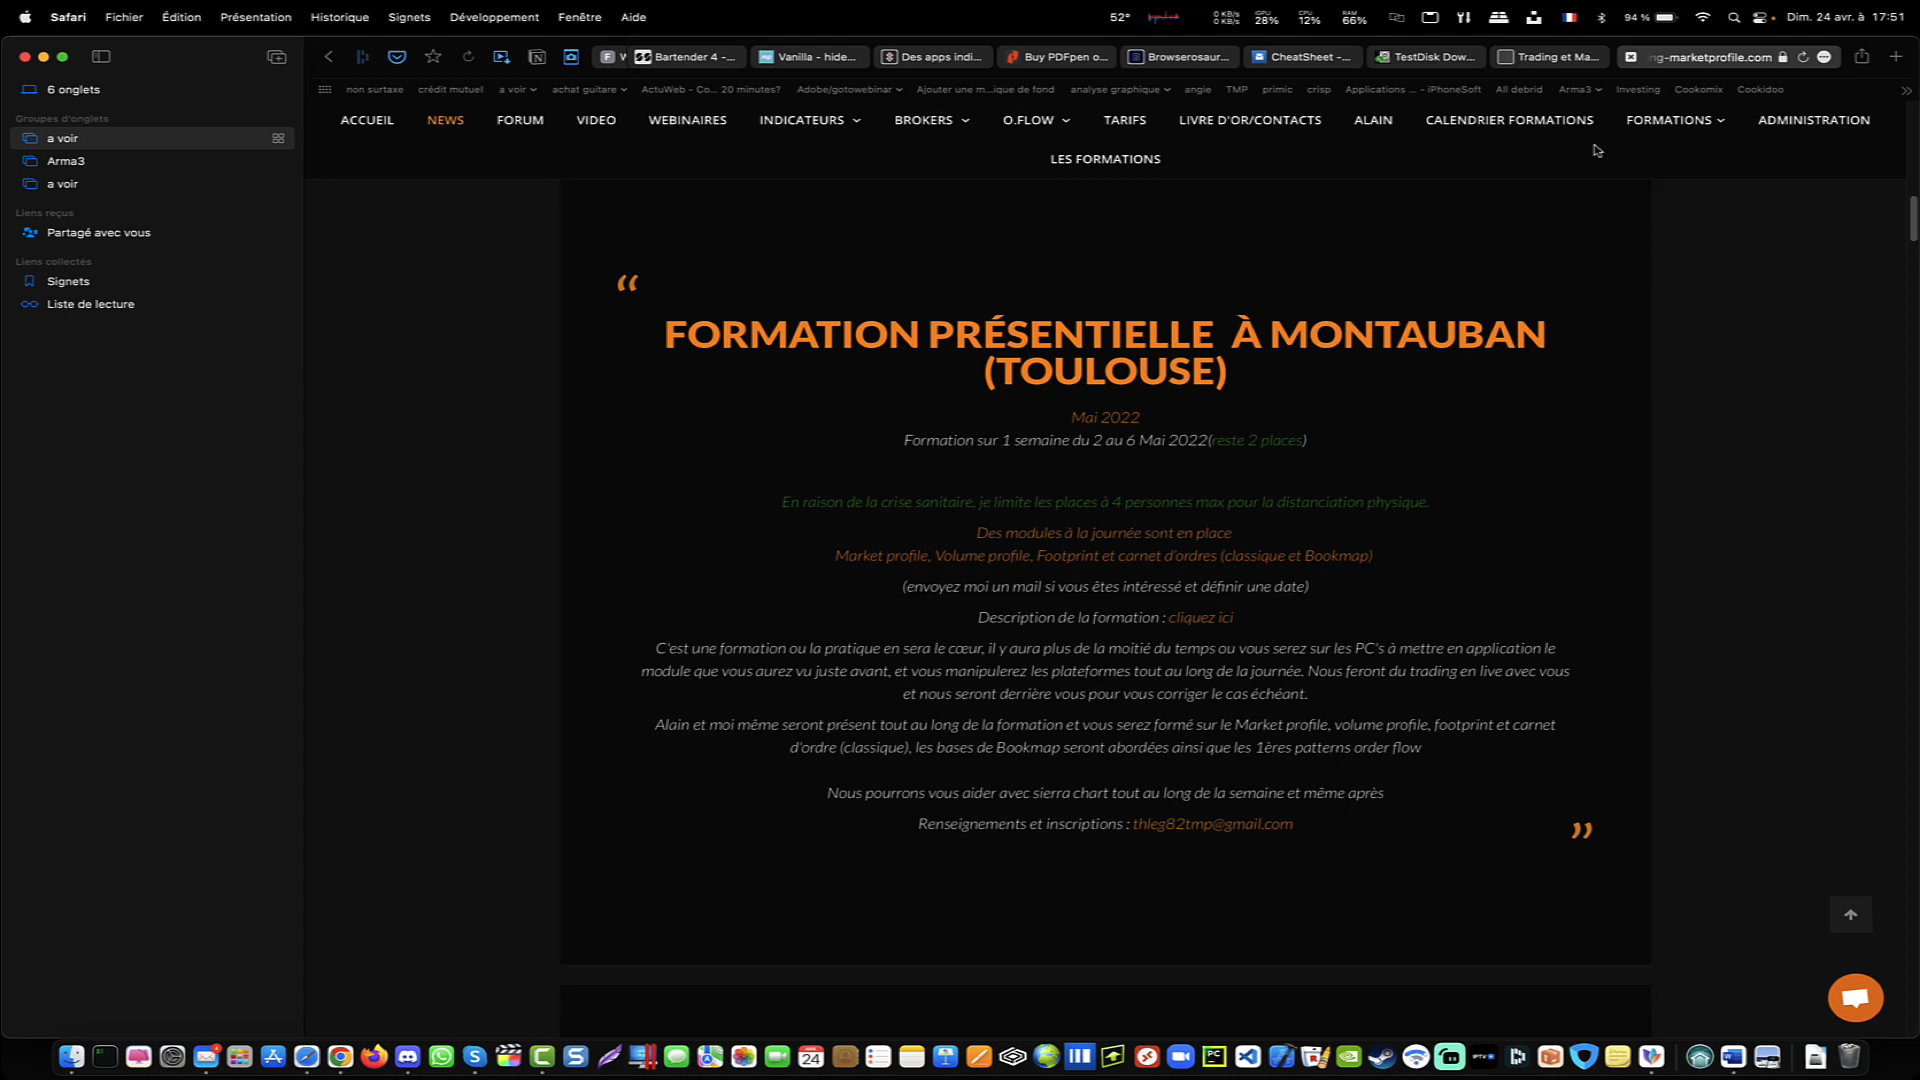 Safari Fichier Édition Présentation Historique Signets Développement Fenêtre Aide 52° 0 KB/s 0 KB/s GPU 28% CPU 12% RAM 66% 94 % Dim. 24 avr. à 17:51
Bartender 4 -... Vanilla - hide... Des apps indi... Buy PDFpen o... Browserosaur... CheatSheet -... TestDisk Dow... Trading et Ma... ng-marketprofile.com
non surtaxe crédit mutuel a voir achat guitare ActuWeb - Co... 20 minutes? Adobe/gotowebinar Ajouter une m...ique de fond analyse graphique angie TMP primic crisp Applications ... - iPhoneSoft All debrid Arma3 Investing Cookomix Cookidoo
6 onglets
Groupes d'onglets
a voir
Arma3
a voir
Liens reçus
Partagé avec vous
Liens collectés
Signets
Liste de lecture
ACCUEIL NEWS FORUM VIDEO WEBINAIRES INDICATEURS BROKERS O.FLOW TARIFS LIVRE D'OR/CONTACTS ALAIN CALENDRIER FORMATIONS FORMATIONS ADMINISTRATION
LES FORMATIONS
“
FORMATION PRÉSENTIELLE À MONTAUBAN
(TOULOUSE)
Mai 2022
Formation sur 1 semaine du 2 au 6 Mai 2022(reste 2 places)
En raison de la crise sanitaire, je limite les places à 4 personnes max pour la distanciation physique.
Des modules à la journée sont en place
Market profile, Volume profile, Footprint et carnet d'ordres (classique et Bookmap)
(envoyez moi un mail si vous êtes intéressé et définir une date)
Description de la formation : cliquez ici
C'est une formation ou la pratique en sera le cœur, il y aura plus de la moitié du temps ou vous serez sur les PC's à mettre en application le
module que vous aurez vu juste avant, et vous manipulerez les plateformes tout au long de la journée. Nous feront du trading en live avec vous
et nous seront derrière vous pour vous corriger le cas échéant.
Alain et moi même seront présent tout au long de la formation et vous serez formé sur le Market profile, volume profile, footprint et carnet
d'ordre (classique), les bases de Bookmap seront abordées ainsi que les 1ères patterns order flow
Nous pourrons vous aider avec sierra chart tout au long de la semaine et même après
Renseignements et inscriptions : thleg82tmp@gmail.com
”